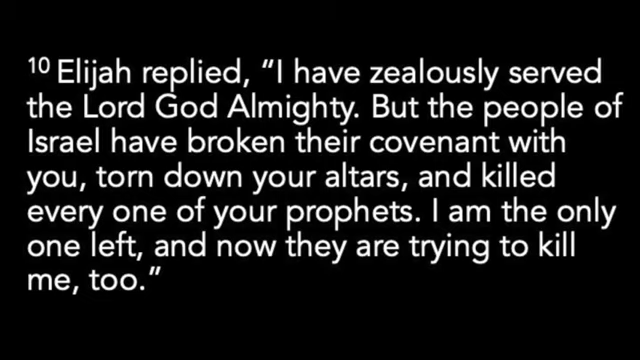 10 Elijah replied, “I have zealously served
the Lord God Almighty. But the people of
Israel have broken their covenant with
you, torn down your altars, and killed
every one of your prophets. I am the only
one left, and now they are trying to kill
me, too.”